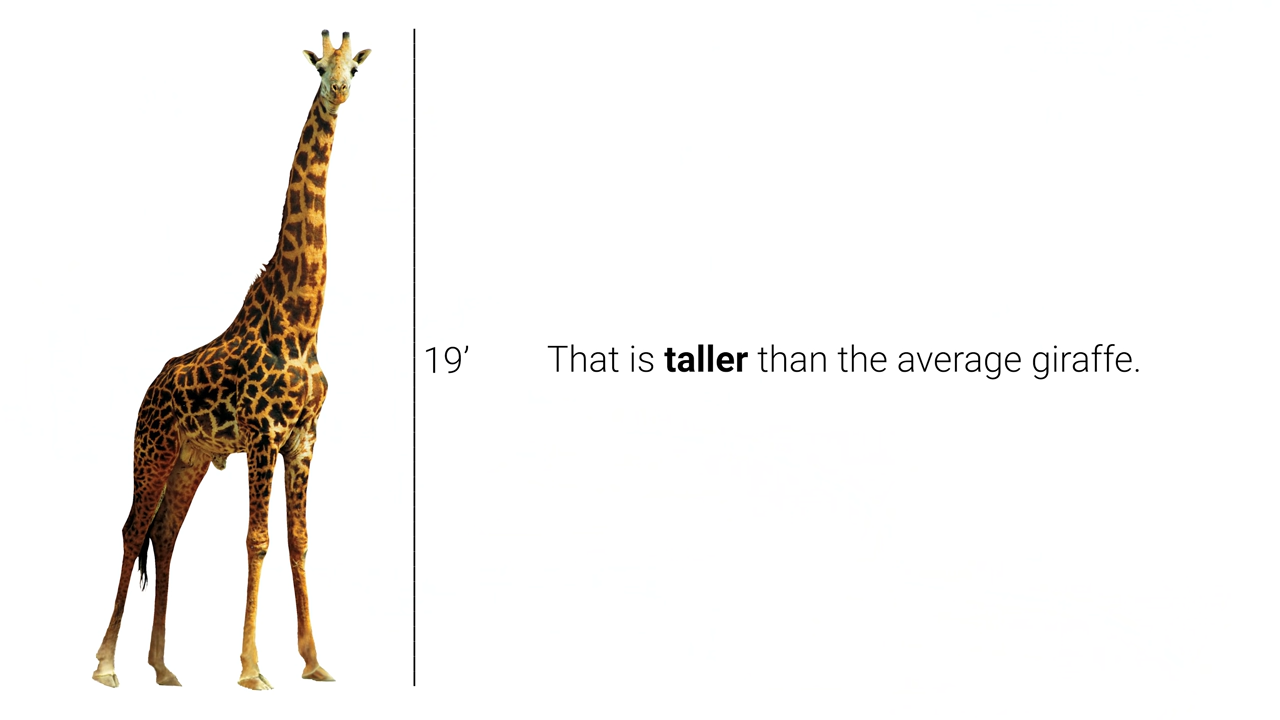 19’ That is taller than the average giraffe.